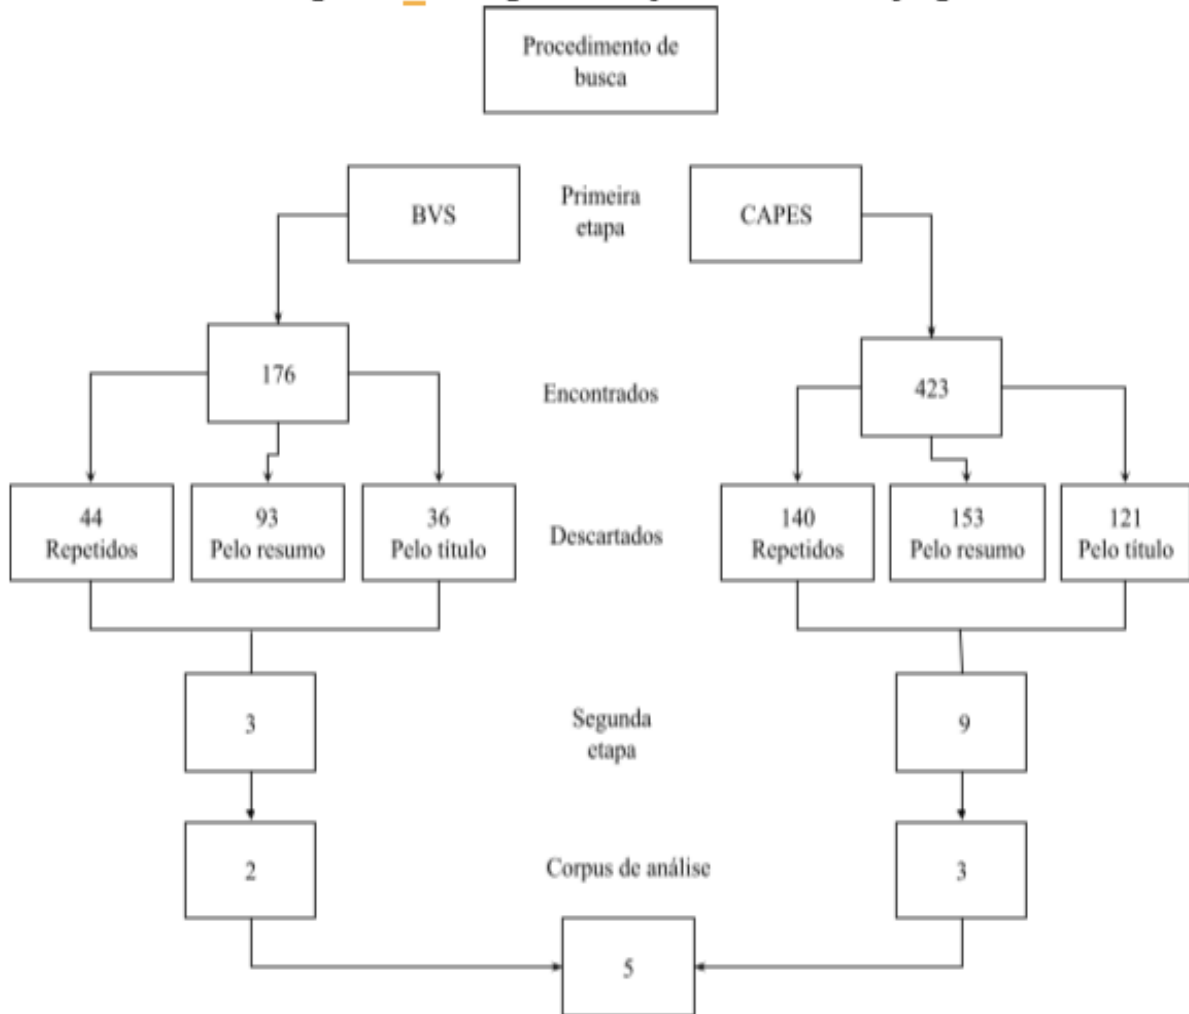 Procedimento de
busca
BVS
Primeira
etapa
CAPES
176
Encontrados
423
44
Repetidos
93
Pelo resumo
36
Pelo título
Descartados
140
Repetidos
153
Pelo resumo
121
Pelo título
3
Segunda
etapa
9
2
Corpus de análise
3
5